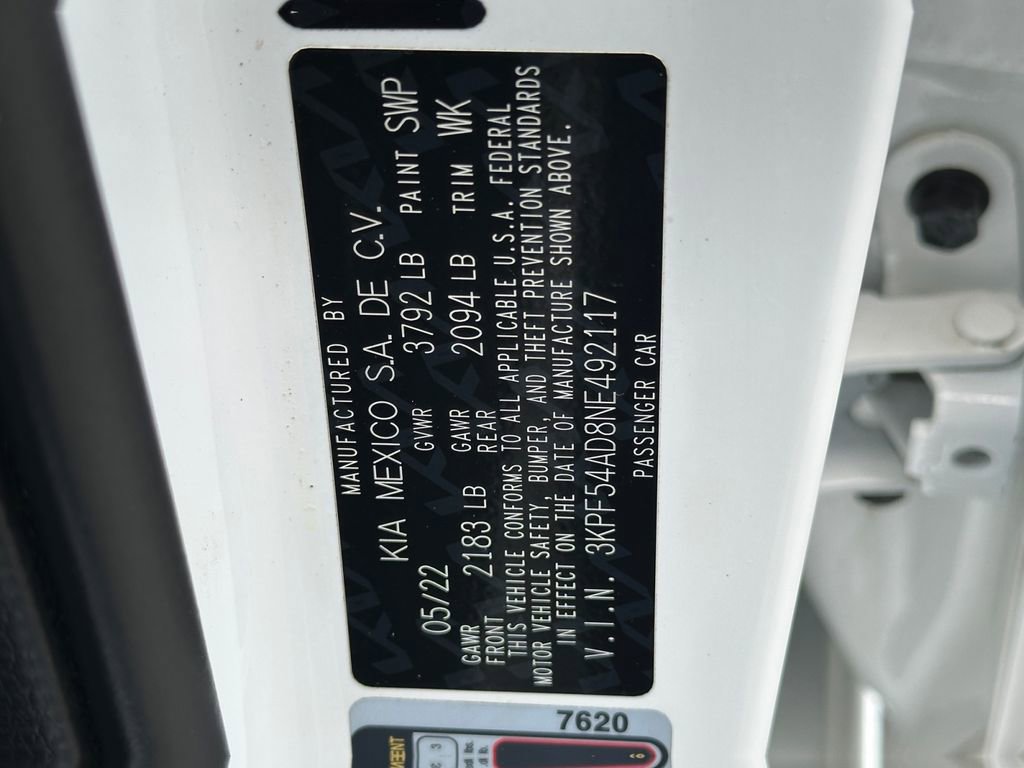 MANUFACTURED BY
KIA MEXICO S.A. DE C.V.
05/22 GVWR 3792 LB PAINT SWP
GAWR FRONT 2183 LB GAWR REAR 2094 LB TRIM WK
THIS VEHICLE CONFORMS TO ALL APPLICABLE U.S.A. FEDERAL
MOTOR VEHICLE SAFETY, BUMPER, AND THEFT PREVENTION STANDARDS
IN EFFECT ON THE DATE OF MANUFACTURE SHOWN ABOVE.
V.I.N. 3KPF54AD8NE492117
PASSENGER CAR
7620